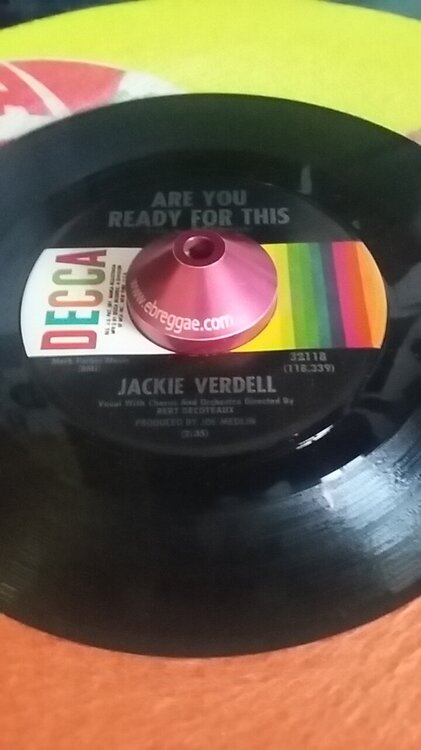 ARE YOU
READY FOR THIS
DECCA
www.ebreggae.com
32118
(118,339)
(BMI)
JACKIE VERDELL
Vocal With Chorus And Orchestra Directed By
BERT DECOTEAUX
PRODUCED BY JOE MEDLIN
(2:35)